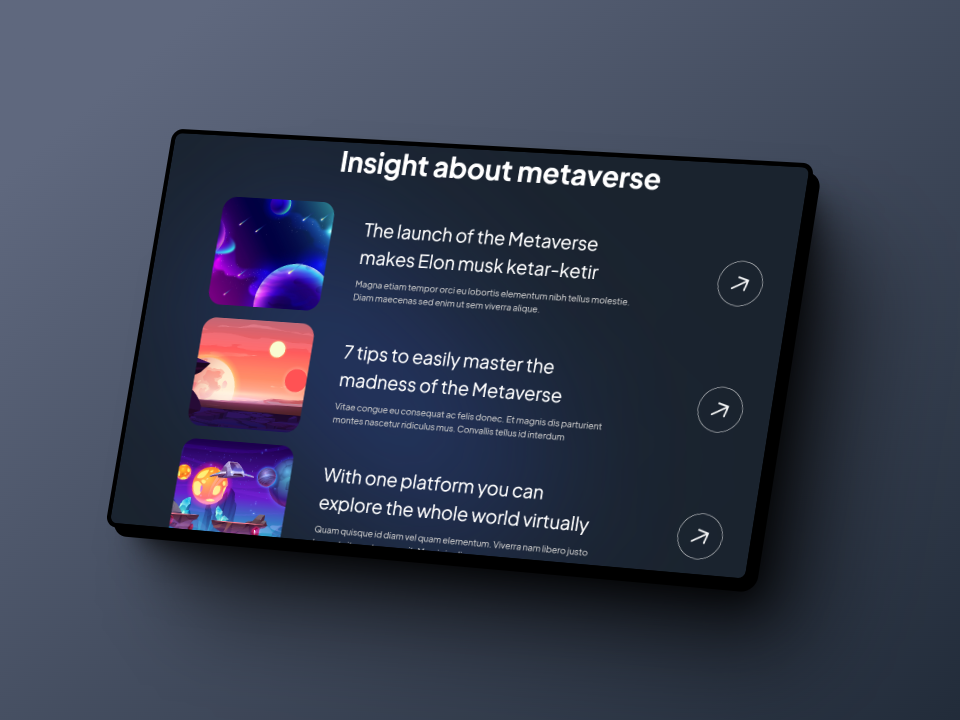 Insight about metaverse
The launch of the Metaverse
makes Elon musk ketar-ketir
Magna etiam tempor orci eu lobortis elementum nibh tellus molestie.
Diam maecenas sed enim ut sem viverra alique.
7 tips to easily master the
madness of the Metaverse
Vitae congue eu consequat ac felis donec. Et magnis dis parturient
montes nascetur ridiculus mus. Convallis tellus id interdum
With one platform you can
explore the whole world virtually
Quam quisque id diam vel quam elementum. Viverra nam libero justo